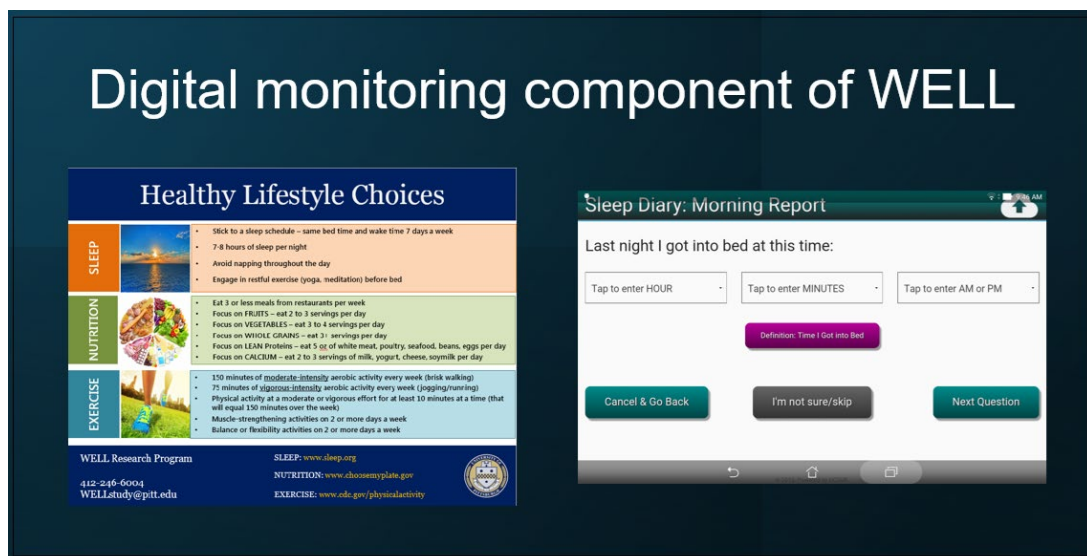 Digital monitoring component of WELL
Healthy Lifestyle Choices
SLEEP
• Stick to a sleep schedule – same bed time and wake time 7 days a week
• 7-8 hours of sleep per night
• Avoid napping throughout the day
• Engage in restful exercise (yoga, meditation) before bed
NUTRITION
• Eat 3 or less meals from restaurants per week
• Focus on FRUITS – eat 2 to 3 servings per day
• Focus on VEGETABLES – eat 3 to 4 servings per day
• Focus on WHOLE GRAINS – eat 3+ servings per day
• Focus on LEAN Proteins – eat 5 oz of white meat, poultry, seafood, beans, eggs per day
• Focus on CALCIUM – eat 2 to 3 servings of milk, yogurt, cheese, soymilk per day
EXERCISE
• 150 minutes of moderate-intensity aerobic activity every week (brisk walking)
• 75 minutes of vigorous-intensity aerobic activity every week (jogging/running)
• Physical activity at a moderate or vigorous effort for at least 10 minutes at a time (that
will equal 150 minutes over the week)
• Muscle-strengthening activities on 2 or more days a week
• Balance or flexibility activities on 2 or more days a week
WELL Research Program
412-246-6004
WELLstudy@pitt.edu
SLEEP: www.sleep.org
NUTRITION: www.choosemyplate.gov
EXERCISE: www.cdc.gov/physicalactivity
Sleep Diary: Morning Report
AM
Last night I got into bed at this time:
Tap to enter HOUR
Tap to enter MINUTES
Tap to enter AM or PM
Definition: Time I Got into Bed
Cancel & Go Back
I'm not sure/skip
Next Question